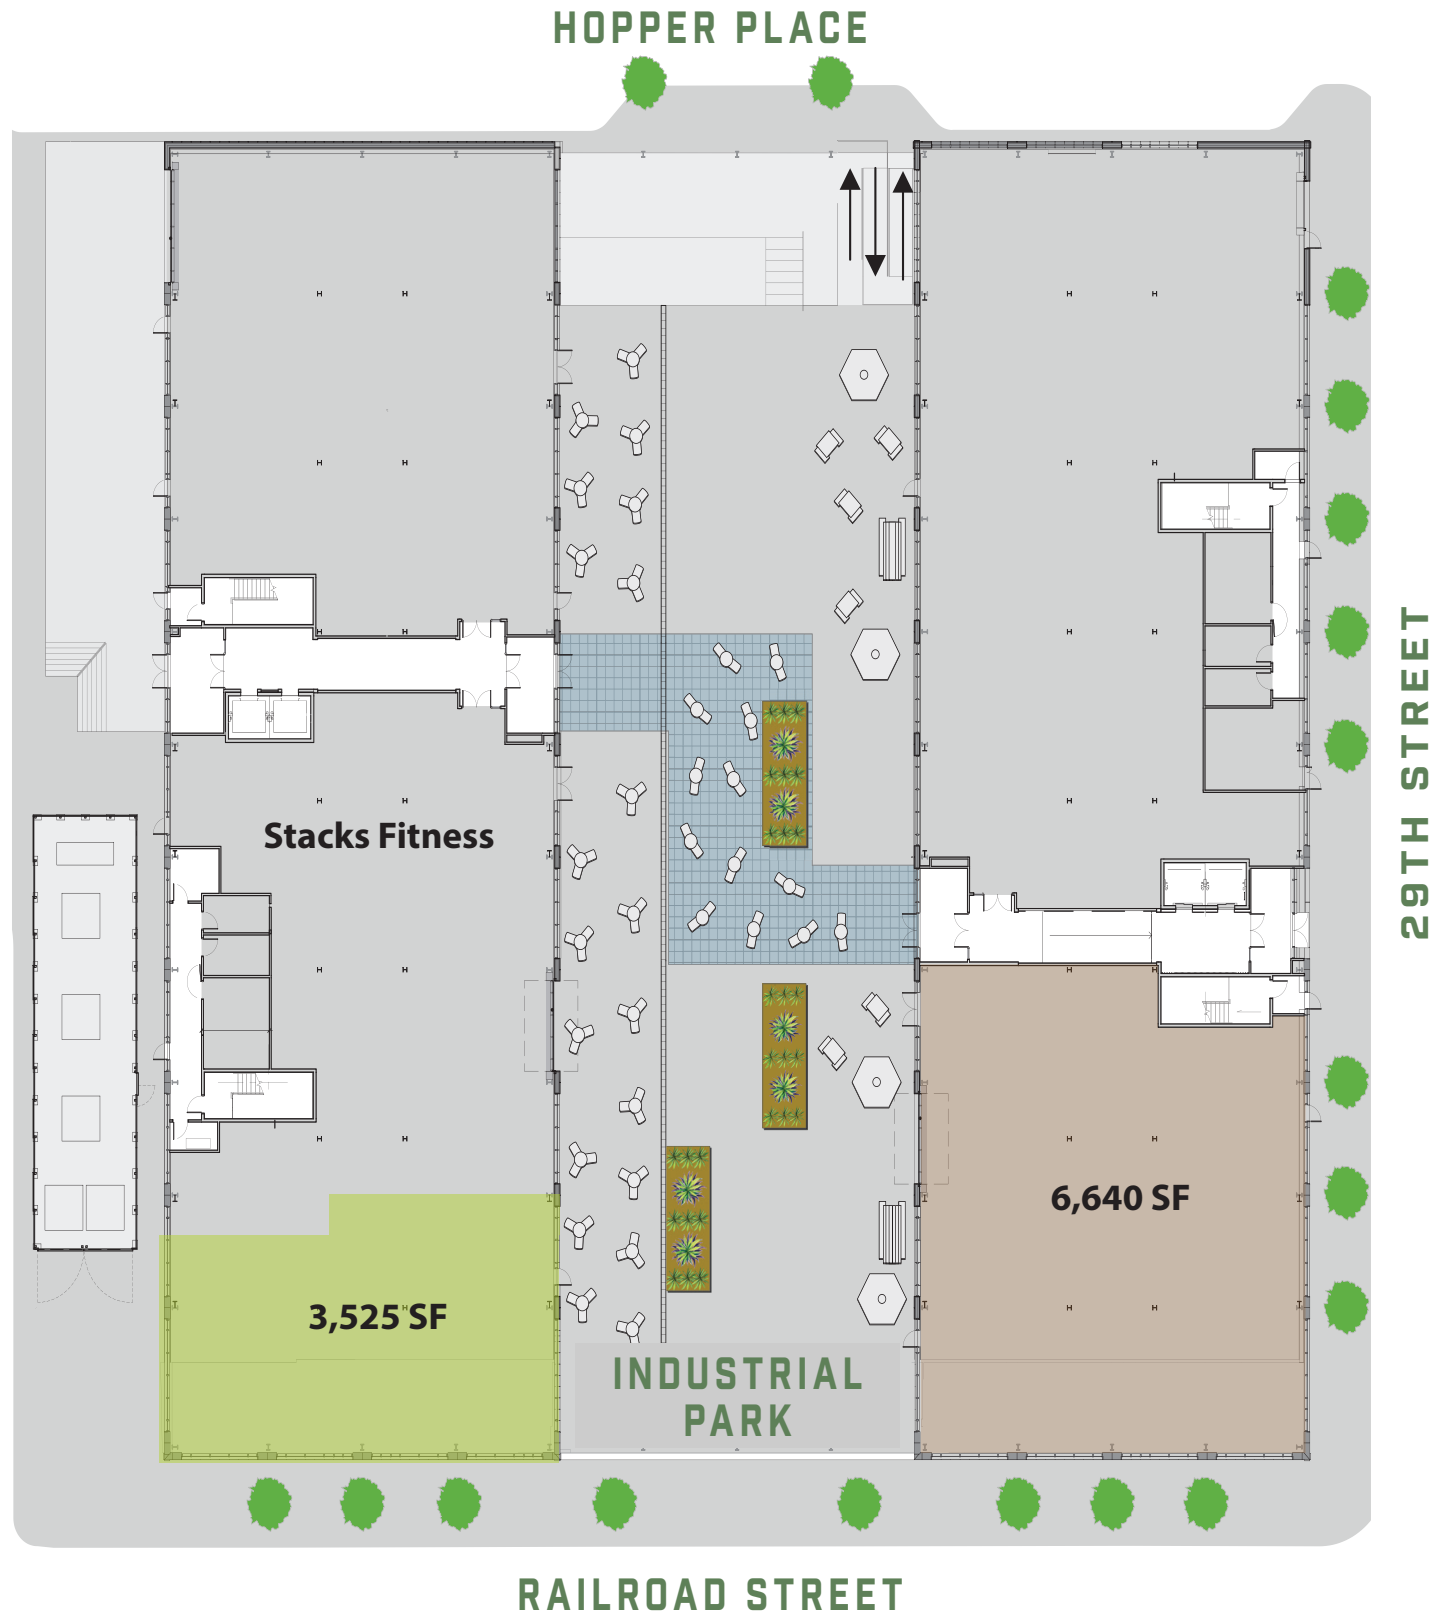 HOPPER PLACE
Stacks Fitness
29TH STREET
6,640 SF
3,525 SF
INDUSTRIAL
PARK
RAILROAD STREET